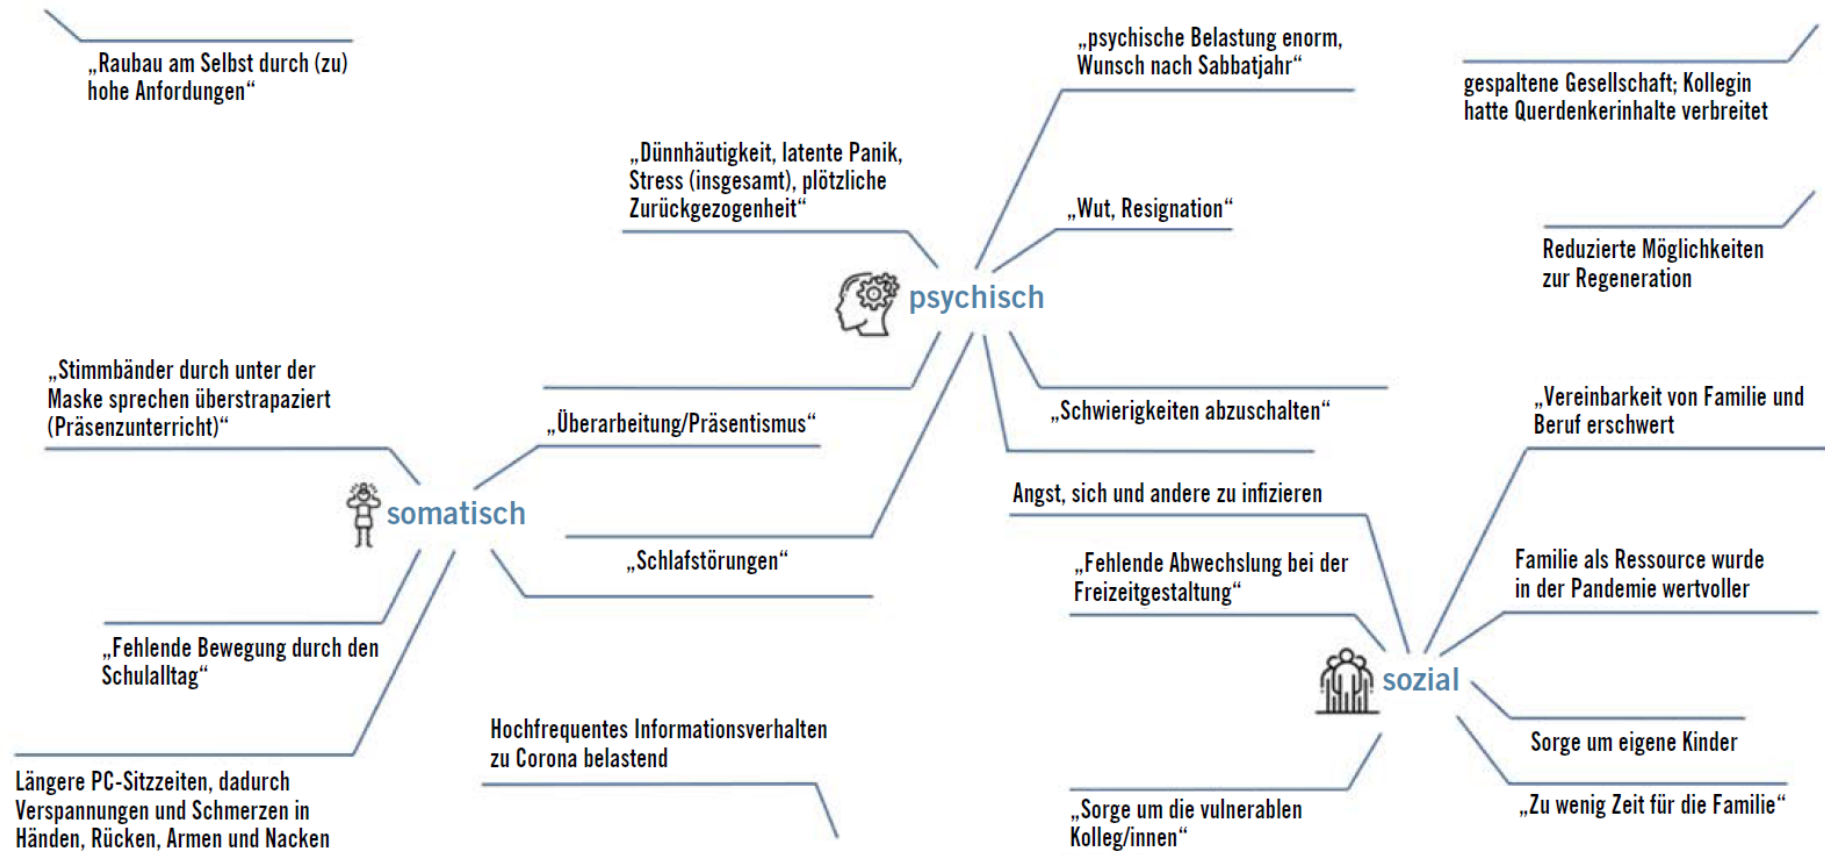 „Raubau am Selbst durch (zu)
hohe Anfordungen“
„psychische Belastung enorm,
Wunsch nach Sabbatjahr“
gespaltene Gesellschaft; Kollegin
hatte Querdenkerinhalte verbreitet
„Dünnhäutigkeit, latente Panik,
Stress (insgesamt), plötzliche
Zurückgezogenheit“
„Wut, Resignation“
Reduzierte Möglichkeiten
zur Regeneration
psychisch
„Stimmbänder durch unter der
Maske sprechen überstrapaziert
(Präsenzunterricht)“
„Überarbeitung/Präsentismus“
„Schwierigkeiten abzuschalten“
„Vereinbarkeit von Familie und
Beruf erschwert
somatisch
Angst, sich und andere zu infizieren
„Schlafstörungen“
„Fehlende Abwechslung bei der
Freizeitgestaltung“
Familie als Ressource wurde
in der Pandemie wertvoller
„Fehlende Bewegung durch den
Schulalltag“
sozial
Hochfrequentes Informationsverhalten
zu Corona belastend
Sorge um eigene Kinder
Längere PC-Sitzzeiten, dadurch
Verspannungen und Schmerzen in
Händen, Rücken, Armen und Nacken
„Sorge um die vulnerablen
Kolleg/innen“
„Zu wenig Zeit für die Familie“